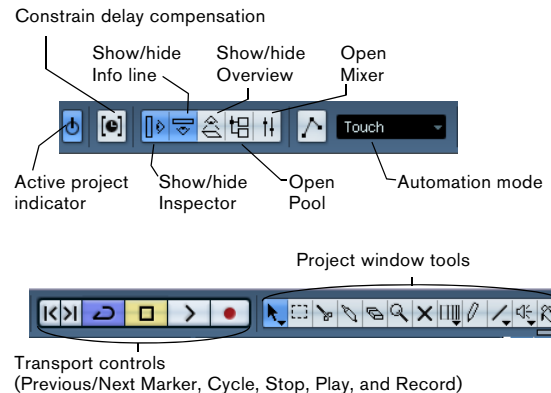 Constrain delay compensation
Show/hide
Info line
Show/hide
Overview
Open
Mixer
Touch
Active project
indicator
Show/hide
Inspector
Open
Pool
Automation mode
Project window tools
Transport controls
(Previous/Next Marker, Cycle, Stop, Play, and Record)